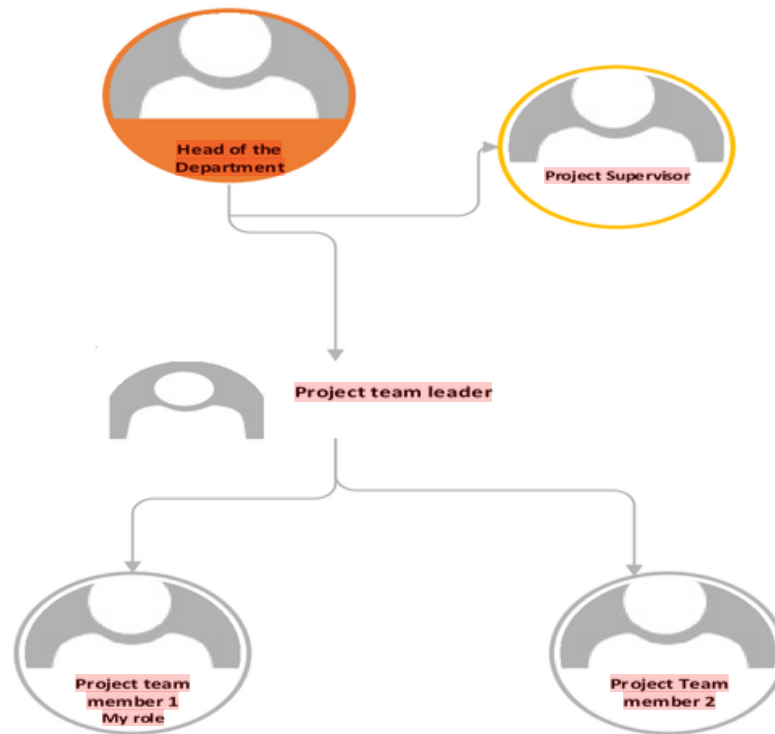 Head of the
Department
Project Supervisor
Project team leader
Project team
member 1
My role
Project Team
member 2